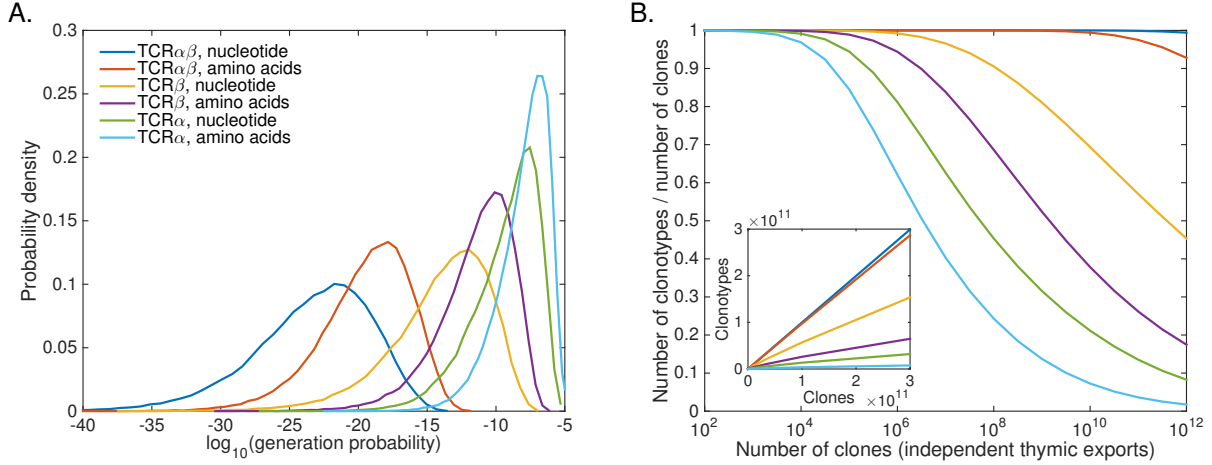 A.
0.3
0.25
0.2
0.15
0.1
0.05
0
Probability density
TCRαβ, nucleotide
TCRαβ, amino acids
TCRβ, nucleotide
TCRβ, amino acids
TCRα, nucleotide
TCRα, amino acids
-40 -35 -30 -25 -20 -15 -10 -5
log10(generation probability)
B.
1
0.9
0.8
0.7
0.6
0.5
0.4
0.3
0.2
0.1
0
Number of clonotypes / number of clones
×10^11
3
2
1
0
Clonotypes
0 1 2 3
Clones ×10^11
10^2 10^4 10^6 10^8 10^10 10^12
Number of clones (independent thymic exports)